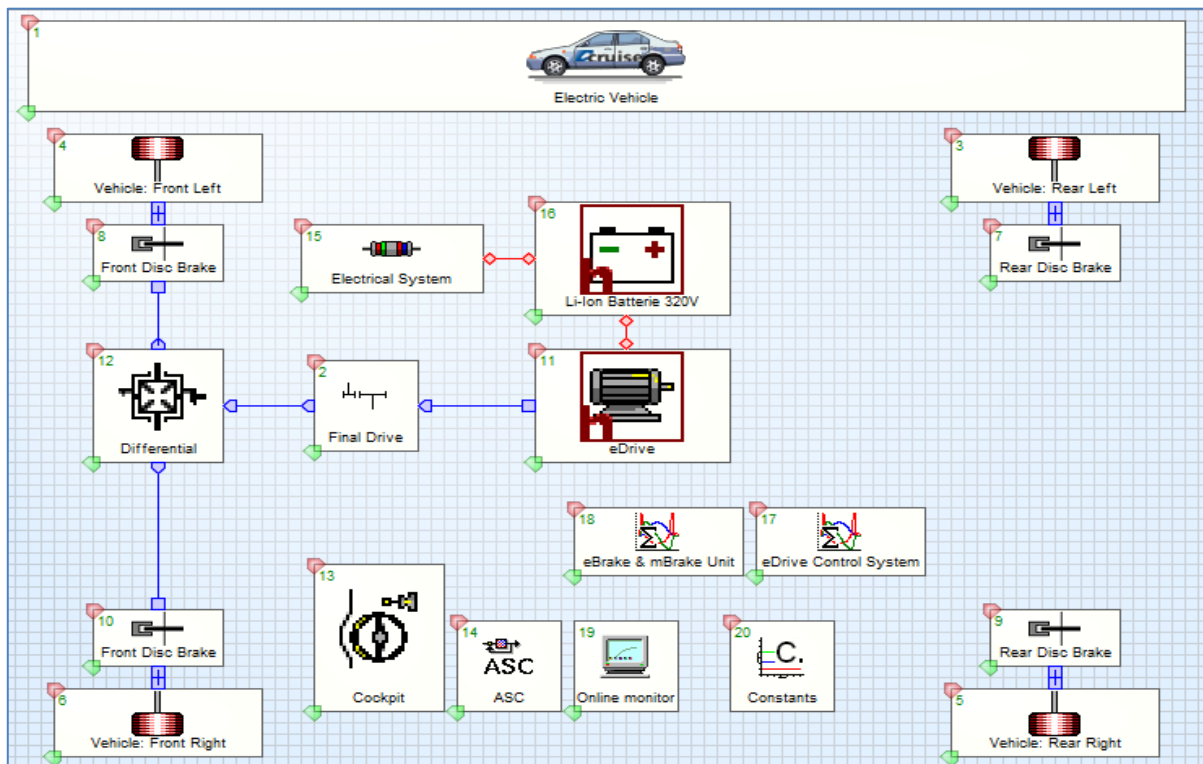 1
cruise
Electric Vehicle
4
Vehicle: Front Left
3
Vehicle: Rear Left
8
Front Disc Brake
15
Electrical System
16
Li-Ion Batterie 320V
7
Rear Disc Brake
12
Differential
2
Final Drive
11
eDrive
18
eBrake & mBrake Unit
17
eDrive Control System
13
Cockpit
10
Front Disc Brake
14
ASC
ASC
19
Online monitor
20
C.
Constants
9
Rear Disc Brake
6
Vehicle: Front Right
5
Vehicle: Rear Right